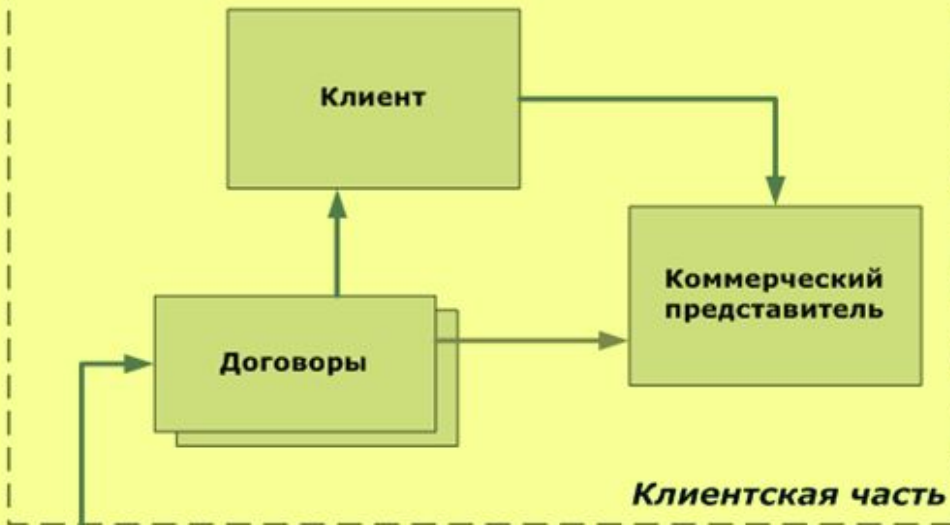 Клиент
Коммерческий
представитель
Договоры
Клиентская часть